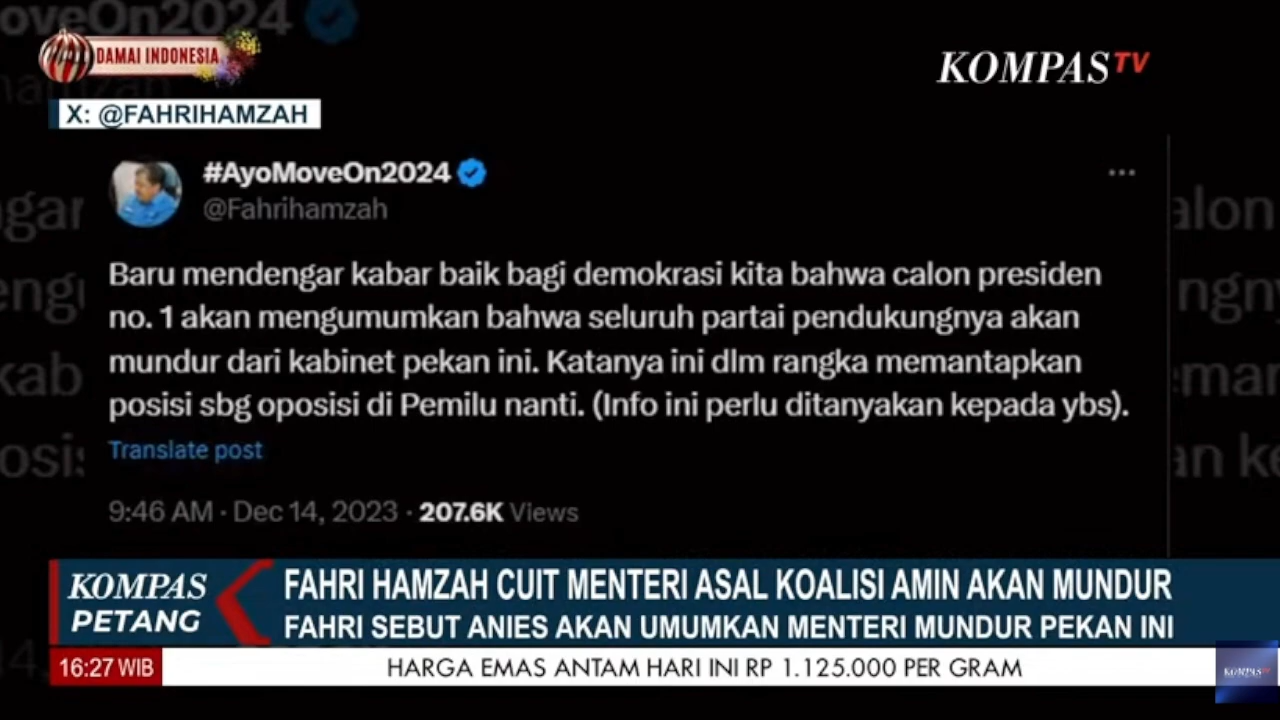 oveOn2024
DAMAI INDONESIA
KOMPAS TV
X: @FAHRIHAMZAH
#AyoMoveOn2024
@Fahrihamzah
Baru mendengar kabar baik bagi demokrasi kita bahwa calon presiden
no. 1 akan mengumumkan bahwa seluruh partai pendukungnya akan
mundur dari kabinet pekan ini. Katanya ini dlm rangka memantapkan
posisi sbg oposisi di Pemilu nanti. (Info ini perlu ditanyakan kepada ybs).
Translate post
9:46 AM · Dec 14, 2023 · 207.6K Views
KOMPAS
PETANG
FAHRI HAMZAH CUIT MENTERI ASAL KOALISI AMIN AKAN MUNDUR
FAHRI SEBUT ANIES AKAN UMUMKAN MENTERI MUNDUR PEKAN INI
16:27 WIB
HARGA EMAS ANTAM HARI INI RP 1.125.000 PER GRAM
KOMPAS TV